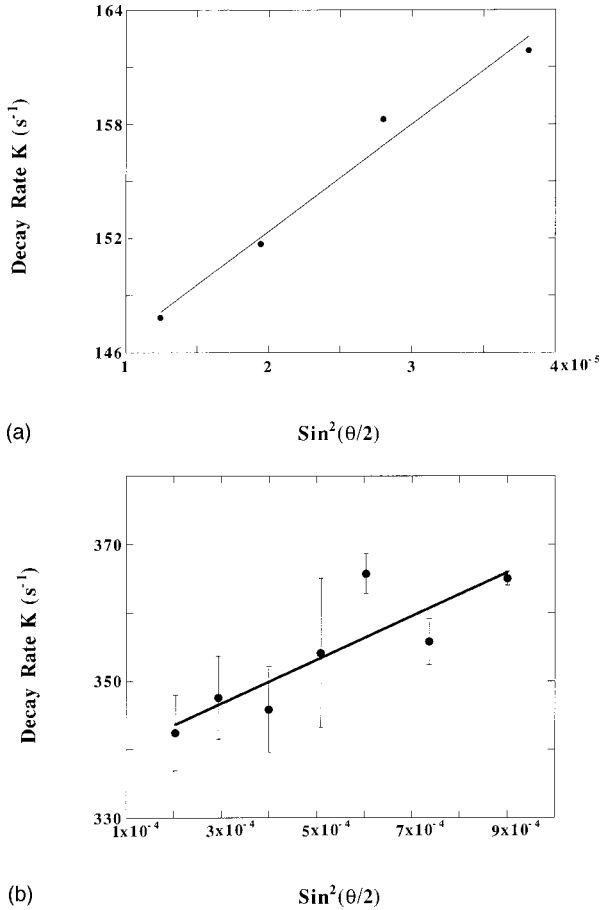 164
158
152
146
Decay Rate K (s⁻¹)
1
2
3
4x10⁻⁵
(a)
Sin²(θ/2)
370
350
330
Decay Rate K (s⁻¹)
1x10⁻⁴
3x10⁻⁴
5x10⁻⁴
7x10⁻⁴
9x10⁻⁴
(b)
Sin²(θ/2)